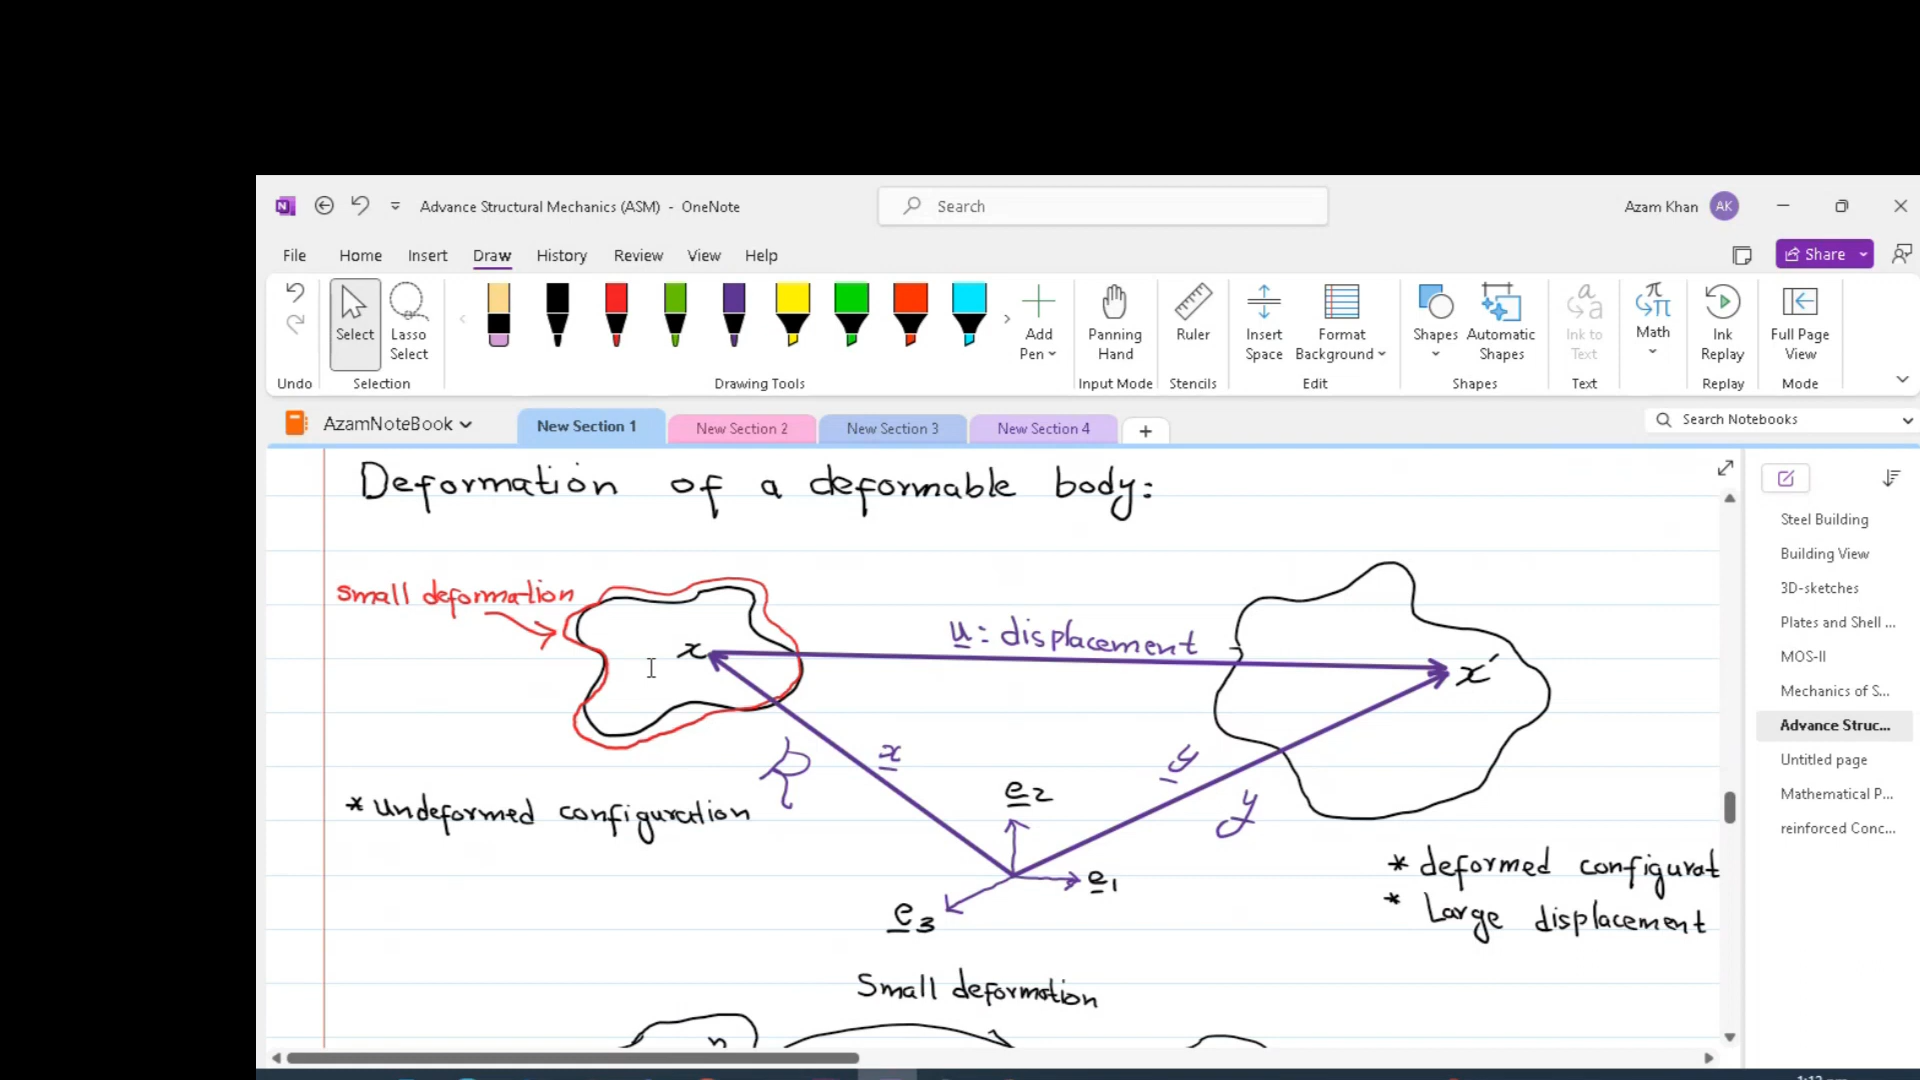 Advance Structural Mechanics (ASM) - OneNote
Search
Azam Khan
AK
File Home Insert Draw History Review View Help
Share
Select
Lasso Select
Add Pen
Panning Hand
Ruler
Insert Space
Format Background
Shapes
Automatic Shapes
Ink to Text
Math
Ink Replay
Full Page View
Undo Selection Drawing Tools Input Mode Stencils Edit Shapes Text Replay Mode
AzamNoteBook
New Section 1
New Section 2
New Section 3
New Section 4
+
Search Notebooks
Deformation of a deformable body:
small deformation
x
u: displacement
x′
x
y
y
e2
e1
e3
* Undeformed configuration
* deformed configurat
* Large displacement
Small deformation
n
Steel Building
Building View
3D-sketches
Plates and Shell ...
MOS-II
Mechanics of S...
Advance Struc...
Untitled page
Mathematical P...
reinforced Conc...